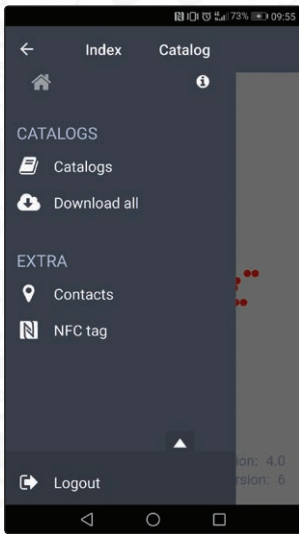 73% 09:55
Index Catalog
CATALOGS
Catalogs
Download all
EXTRA
Contacts
NFC tag
ion: 4.0
rsion: 6
Logout